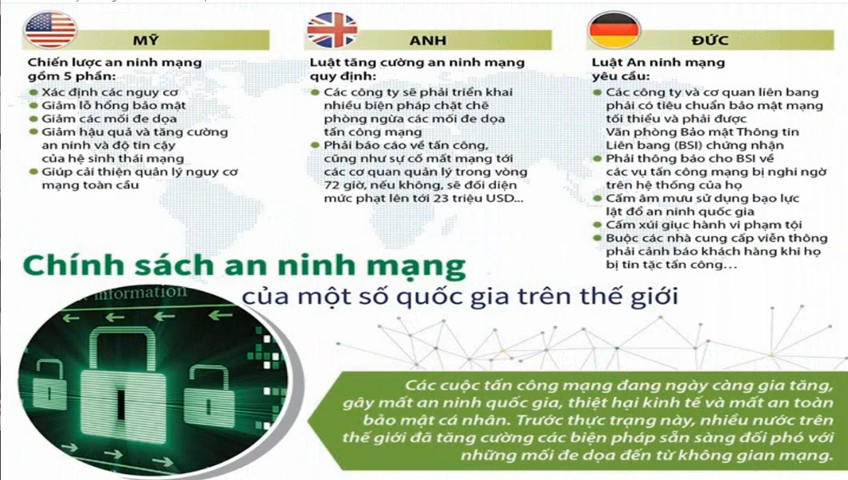 MỸ
Chiến lược an ninh mạng
gồm 5 phần:
Xác định các nguy cơ
Giảm lỗ hổng bảo mật
Giảm các mối đe dọa
Giảm hậu quả và tăng cường
an ninh và độ tin cậy
của hệ sinh thái mạng
Giúp cải thiện quản lý nguy cơ
mạng toàn cầu
ANH
Luật tăng cường an ninh mạng
quy định:
Các công ty sẽ phải triển khai
nhiều biện pháp chặt chẽ
phòng ngừa các mối đe dọa
tấn công mạng
Phải báo cáo về tấn công,
cũng như sự cố mất mạng tới
các cơ quan quản lý trong vòng
72 giờ, nếu không, sẽ đối diện
mức phạt lên tới 23 triệu USD...
ĐỨC
Luật An ninh mạng
yêu cầu:
Các công ty và cơ quan liên bang
phải có tiêu chuẩn bảo mật mạng
tối thiểu và phải được
Văn phòng Bảo mật Thông tin
Liên bang (BSI) chứng nhận
Phải thông báo cho BSI về
các vụ tấn công mạng bị nghi ngờ
trên hệ thống của họ
Cấm âm mưu sử dụng bạo lực
lật đổ an ninh quốc gia
Cấm xúi giục hành vi phạm tội
Buộc các nhà cung cấp viễn thông
phải cảnh báo khách hàng khi họ
bị tin tặc tấn công...
Chính sách an ninh mạng
của một số quốc gia trên thế giới
information
Các cuộc tấn công mạng đang ngày càng gia tăng,
gây mất an ninh quốc gia, thiệt hại kinh tế và mất an toàn
bảo mật cá nhân. Trước thực trạng này, nhiều nước trên
thế giới đã tăng cường các biện pháp sẵn sàng đối phó với
những mối đe dọa đến từ không gian mạng.